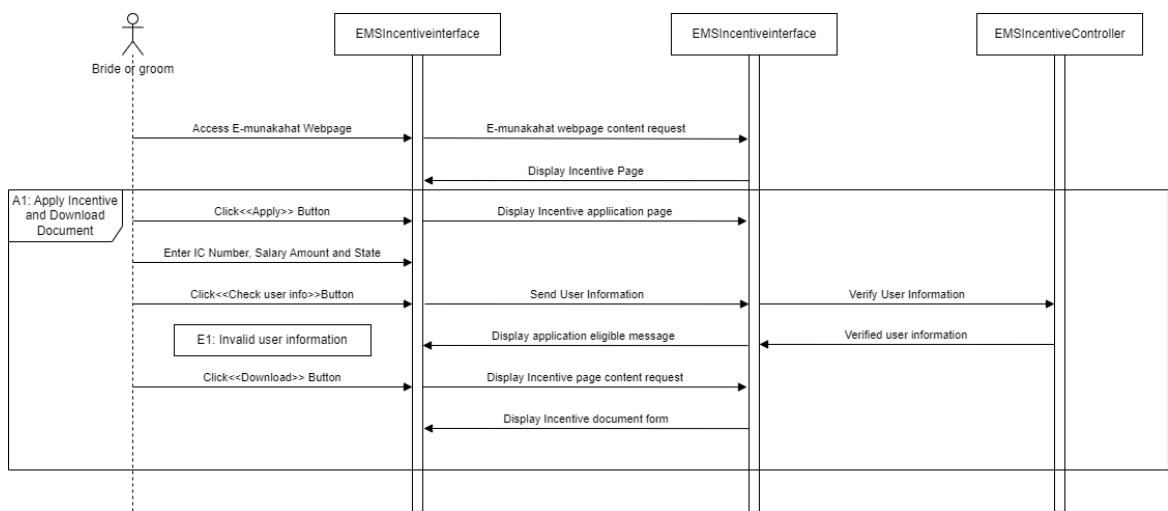 EMSIncentiveinterface
EMSIncentiveinterface
EMSIncentiveController
Bride or groom
Access E-munakahat Webpage
E-munakahat webpage content request
Display Incentive Page
A1: Apply Incentive
and Download
Document
Click<<Apply>> Button
Display Incentive appliication page
Enter IC Number, Salary Amount and State
Click<<Check user info>>Button
Send User Information
Verify User Information
E1: Invalid user information
Display application eligible message
Verified user information
Click<<Download>> Button
Display Incentive page content request
Display Incentive document form